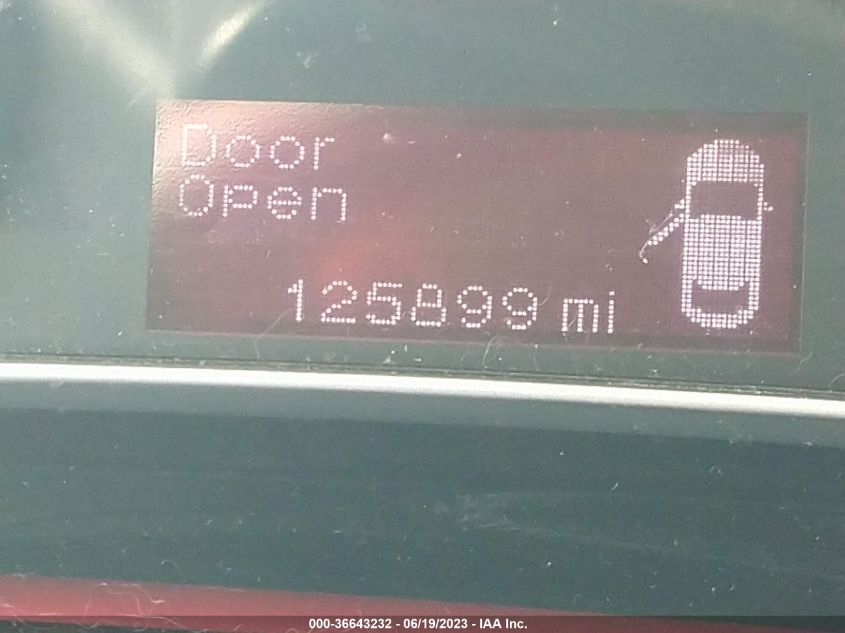 Door
Open
125899 mi
000-36643232 - 06/19/2023 - IAA Inc.